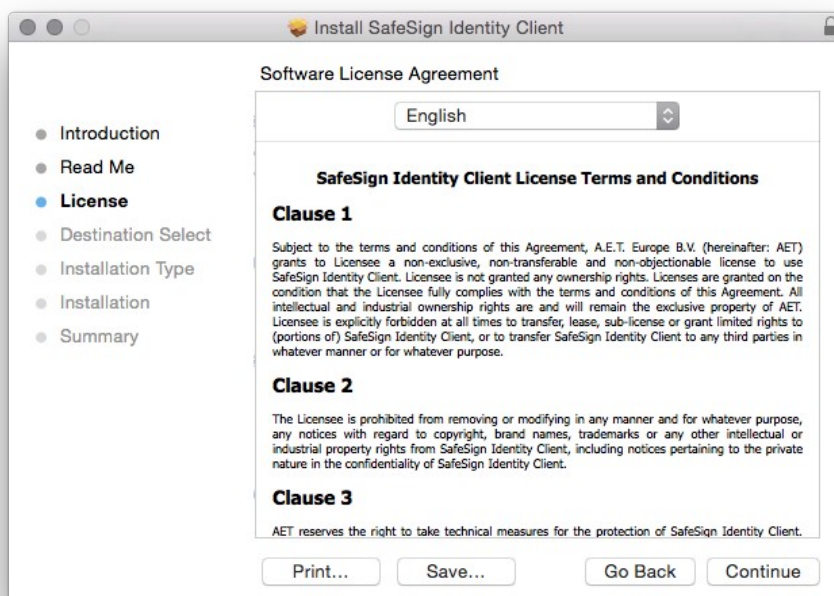 Install SafeSign Identity Client
Software License Agreement
English
Introduction
Read Me
License
Destination Select
Installation Type
Installation
Summary
SafeSign Identity Client License Terms and Conditions
Clause 1
Subject to the terms and conditions of this Agreement, A.E.T. Europe B.V. (hereinafter: AET)
grants to Licensee a non-exclusive, non-transferable and non-objectionable license to use
SafeSign Identity Client. Licensee is not granted any ownership rights. Licenses are granted on the
condition that the Licensee fully complies with the terms and conditions of this Agreement. All
intellectual and industrial ownership rights are and will remain the exclusive property of AET.
Licensee is explicitly forbidden at all times to transfer, lease, sub-license or grant limited rights to
(portions of) SafeSign Identity Client, or to transfer SafeSign Identity Client to any third parties in
whatever manner or for whatever purpose.
Clause 2
The Licensee is prohibited from removing or modifying in any manner and for whatever purpose,
any notices with regard to copyright, brand names, trademarks or any other intellectual or
industrial property rights from SafeSign Identity Client, including notices pertaining to the private
nature in the confidentiality of SafeSign Identity Client.
Clause 3
AET reserves the right to take technical measures for the protection of SafeSign Identity Client.
Print...
Save...
Go Back
Continue